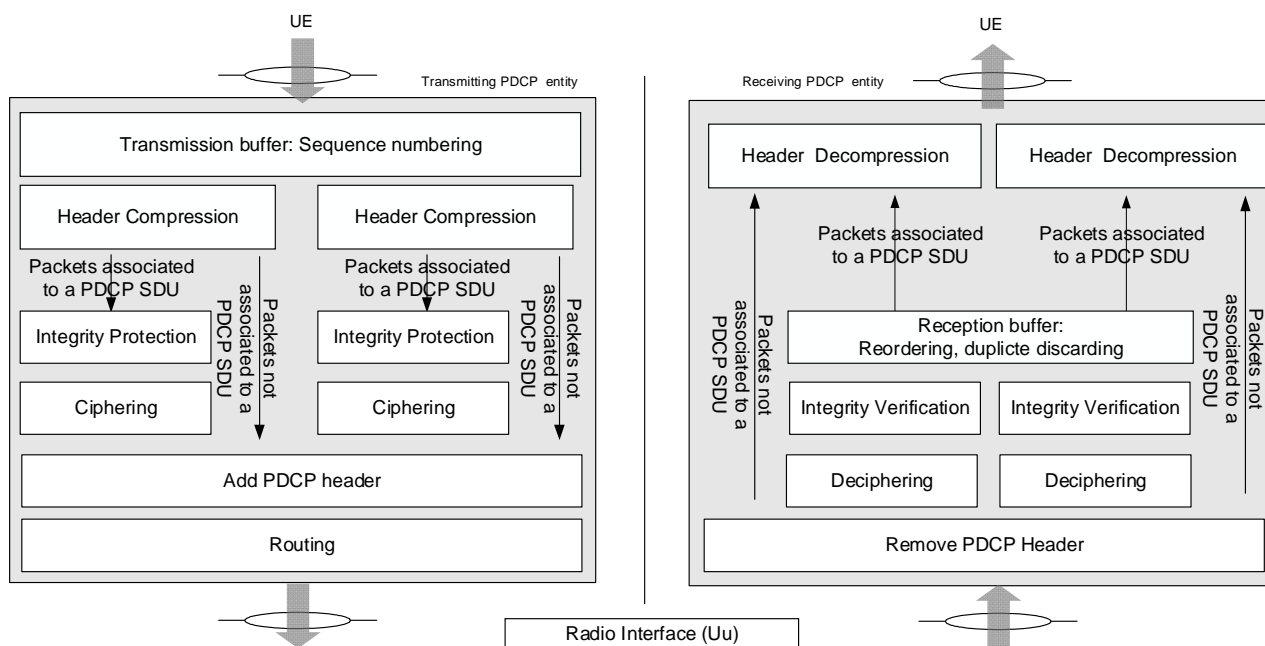 UE
Transmitting PDCP entity
Transmission buffer: Sequence numbering
Header Compression
Header Compression
Packets associated
to a PDCP SDU
Packets not
associated to a
PDCP SDU
Packets associated
to a PDCP SDU
Packets not
associated to a
PDCP SDU
Integrity Protection
Integrity Protection
Ciphering
Ciphering
Add PDCP header
Routing
UE
Receiving PDCP entity
Header Decompression
Header Decompression
Packets associated
to a PDCP SDU
Packets associated
to a PDCP SDU
Packets not
associated to a
PDCP SDU
Packets not
associated to a
PDCP SDU
Reception buffer:
Reordering, duplicte discarding
Integrity Verification
Integrity Verification
Deciphering
Deciphering
Remove PDCP Header
Radio Interface (Uu)